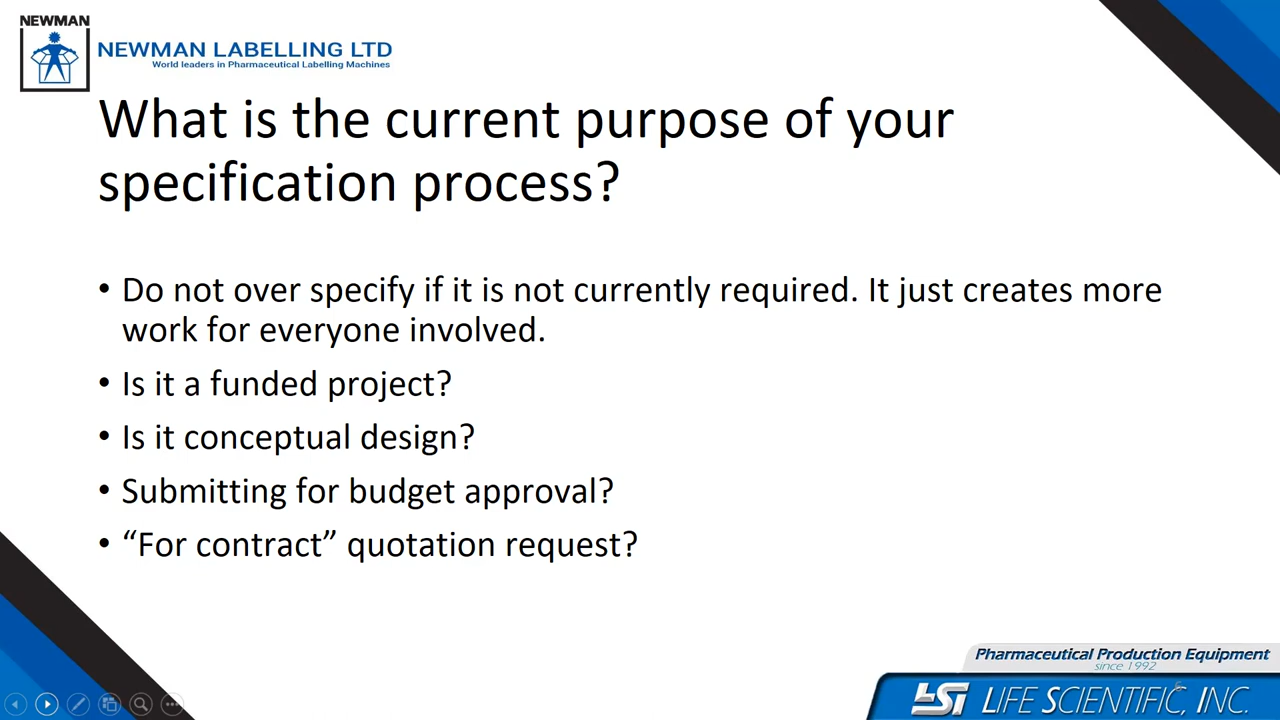 NEWMAN
NEWMAN LABELLING LTD
World leaders in Pharmaceutical Labelling Machines
What is the current purpose of your
specification process?
• Do not over specify if it is not currently required. It just creates more
work for everyone involved.
• Is it a funded project?
• Is it conceptual design?
• Submitting for budget approval?
• “For contract” quotation request?
Pharmaceutical Production Equipment
since 1992
LSI LIFE SCIENTIFIC, INC.